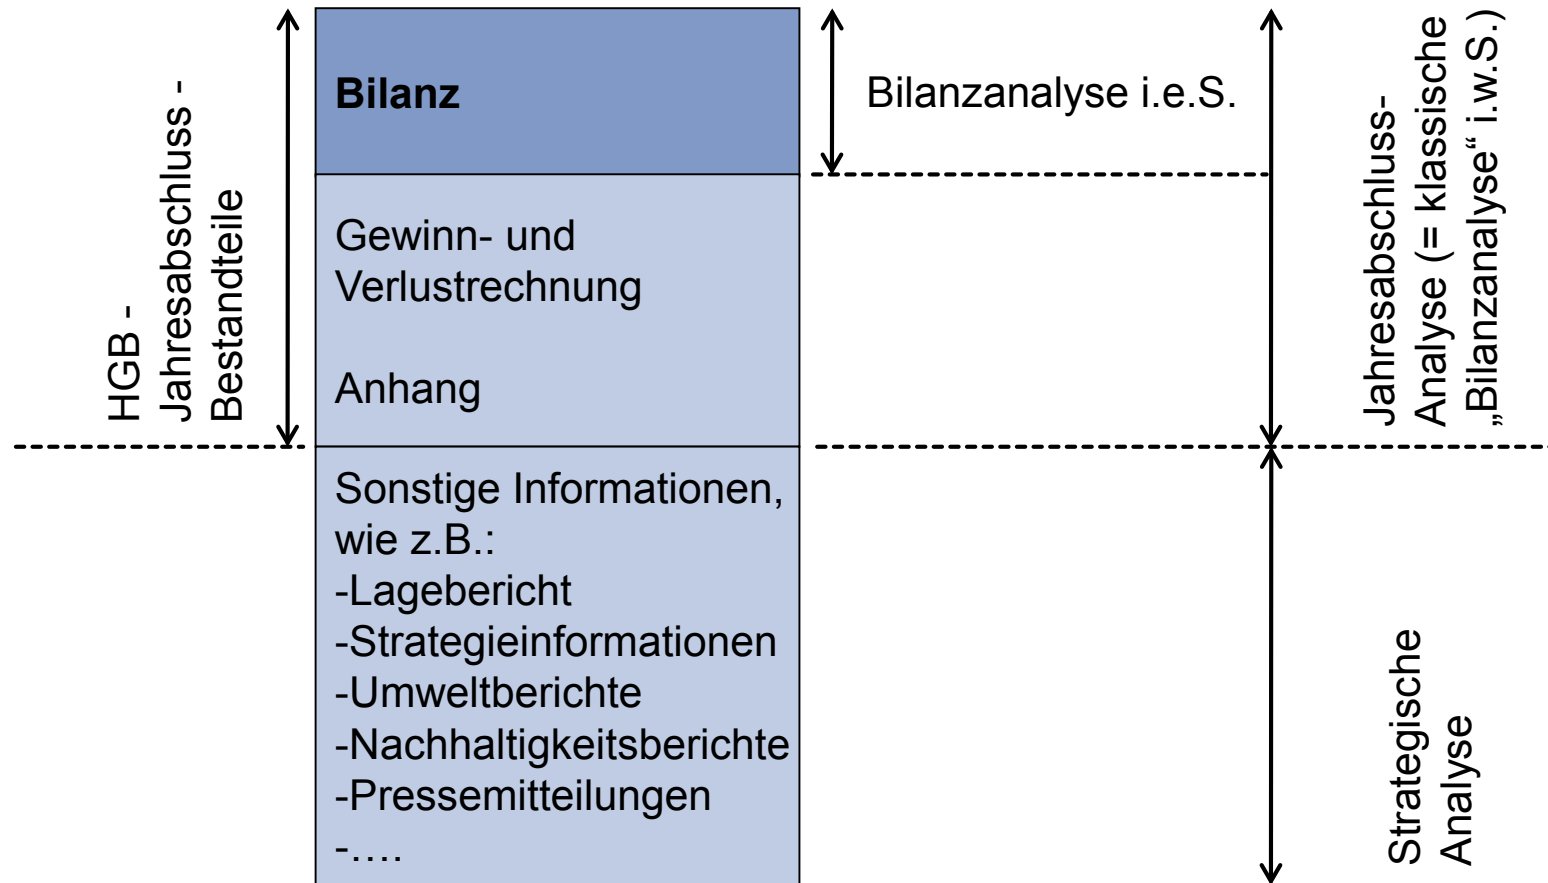 HGB -
Jahresabschluss -
Bestandteile
Bilanz
Bilanzanalyse i.e.S.
Jahresabschluss-
Analyse (= klassische
„Bilanzanalyse“ i.w.S.)
Gewinn- und
Verlustrechnung
Anhang
Sonstige Informationen,
wie z.B.:
-Lagebericht
-Strategieinformationen
-Umweltberichte
-Nachhaltigkeitsberichte
-Pressemitteilungen
-….
Strategische
Analyse